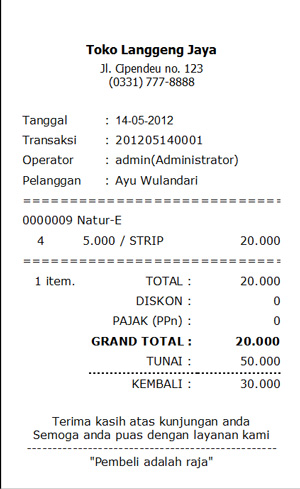 Toko Langgeng Jaya
Jl. Cipendeu no. 123
(0331) 777-8888
Tanggal : 14-05-2012
Transaksi : 201205140001
Operator : admin(Administrator)
Pelanggan : Ayu Wulandari
==============================
0000009 Natur-E
4 5.000 / STRIP 20.000
==============================
1 item. TOTAL : 20.000
DISKON : 0
PAJAK (PPn) : 0
GRAND TOTAL : 20.000
TUNAI : 50.000
KEMBALI : 30.000
Terima kasih atas kunjungan anda
Semoga anda puas dengan layanan kami
----------------------------------------------
"Pembeli adalah raja"